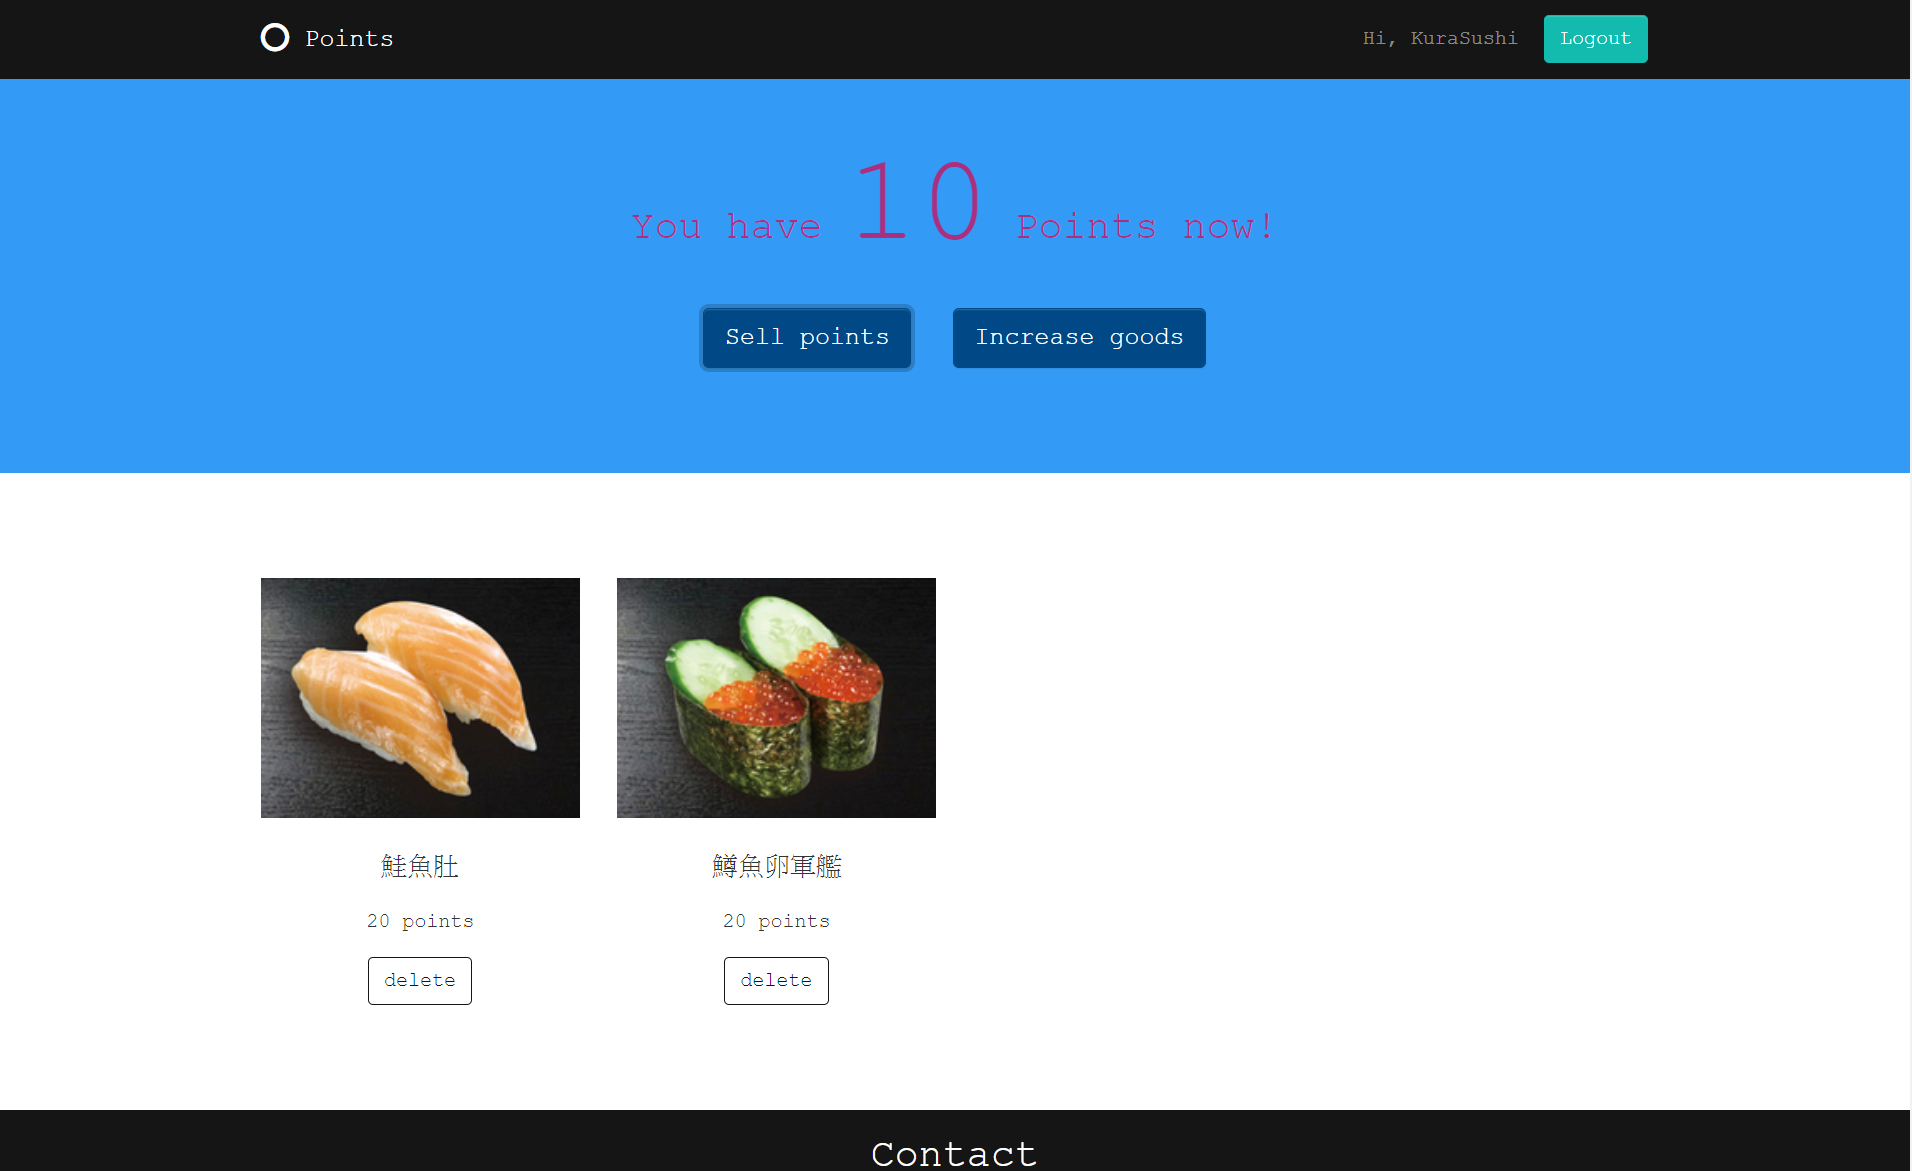 Points
Hi, KuraSushi
Logout
You have 10 Points now!
Sell points
Increase goods
鮭魚肚
鱒魚卵軍艦
20 points
20 points
delete
delete
Contact